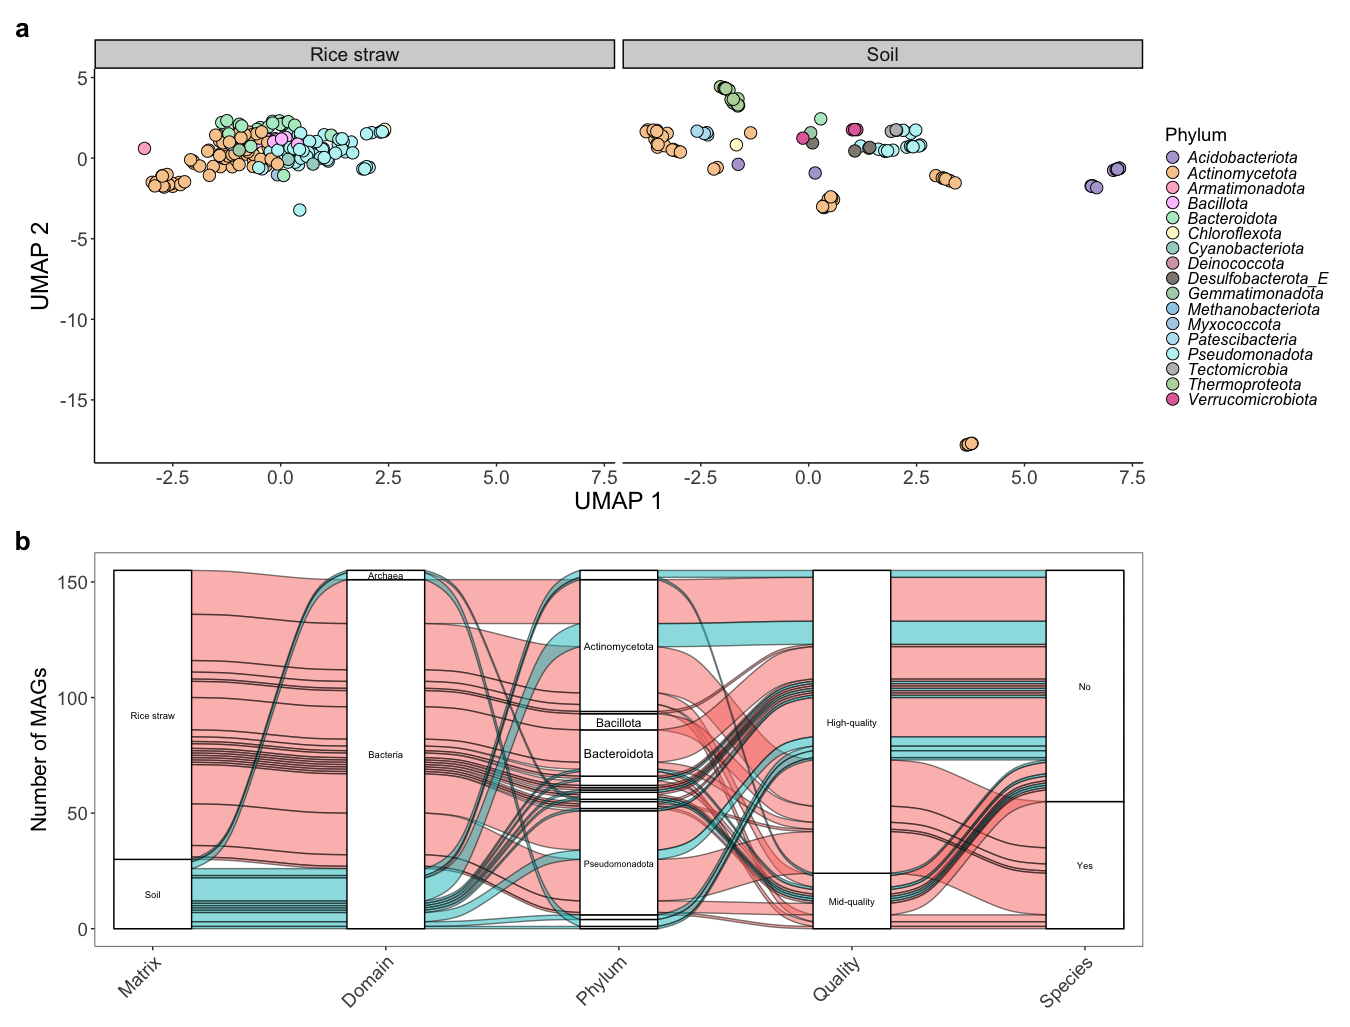 a
Rice straw
Soil
5
0
-5
-10
-15
UMAP 2
-2.5 0.0 2.5 5.0 7.5
-2.5 0.0 2.5 5.0 7.5
UMAP 1
Phylum
Acidobacteriota
Actinomycetota
Armatimonadota
Bacillota
Bacteroidota
Chloroflexota
Cyanobacteriota
Deinococcota
Desulfobacterota_E
Gemmatimonadota
Methanobacteriota
Myxococcota
Patescibacteria
Pseudomonadota
Tectomicrobia
Thermoproteota
Verrucomicrobiota
b
150
100
50
0
Number of MAGs
Rice straw
Soil
Archaea
Bacteria
Actinomycetota
Bacillota
Bacteroidota
Pseudomonadota
High-quality
Mid-quality
No
Yes
Matrix
Domain
Phylum
Quality
Species